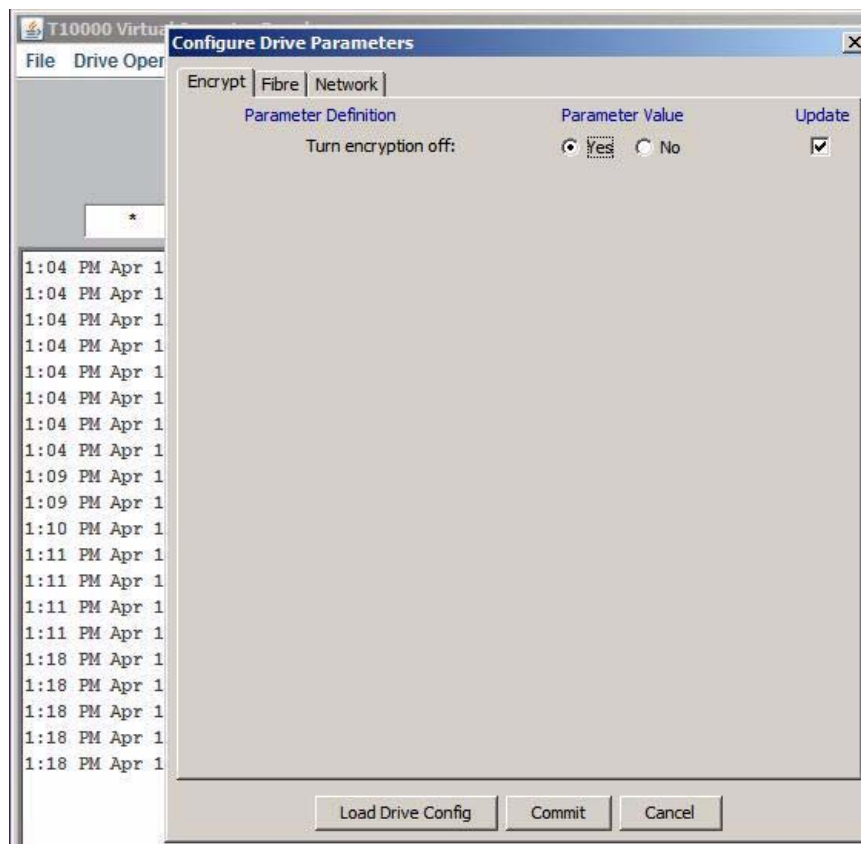 T10000 Virtua
Configure Drive Parameters
File Drive Oper
Encrypt Fibre Network
Parameter Definition Parameter Value Update
Turn encryption off: Yes No
*
1:04 PM Apr 1
1:04 PM Apr 1
1:04 PM Apr 1
1:04 PM Apr 1
1:04 PM Apr 1
1:04 PM Apr 1
1:04 PM Apr 1
1:04 PM Apr 1
1:09 PM Apr 1
1:09 PM Apr 1
1:10 PM Apr 1
1:11 PM Apr 1
1:11 PM Apr 1
1:11 PM Apr 1
1:11 PM Apr 1
1:18 PM Apr 1
1:18 PM Apr 1
1:18 PM Apr 1
1:18 PM Apr 1
1:18 PM Apr 1
Load Drive Config Commit Cancel